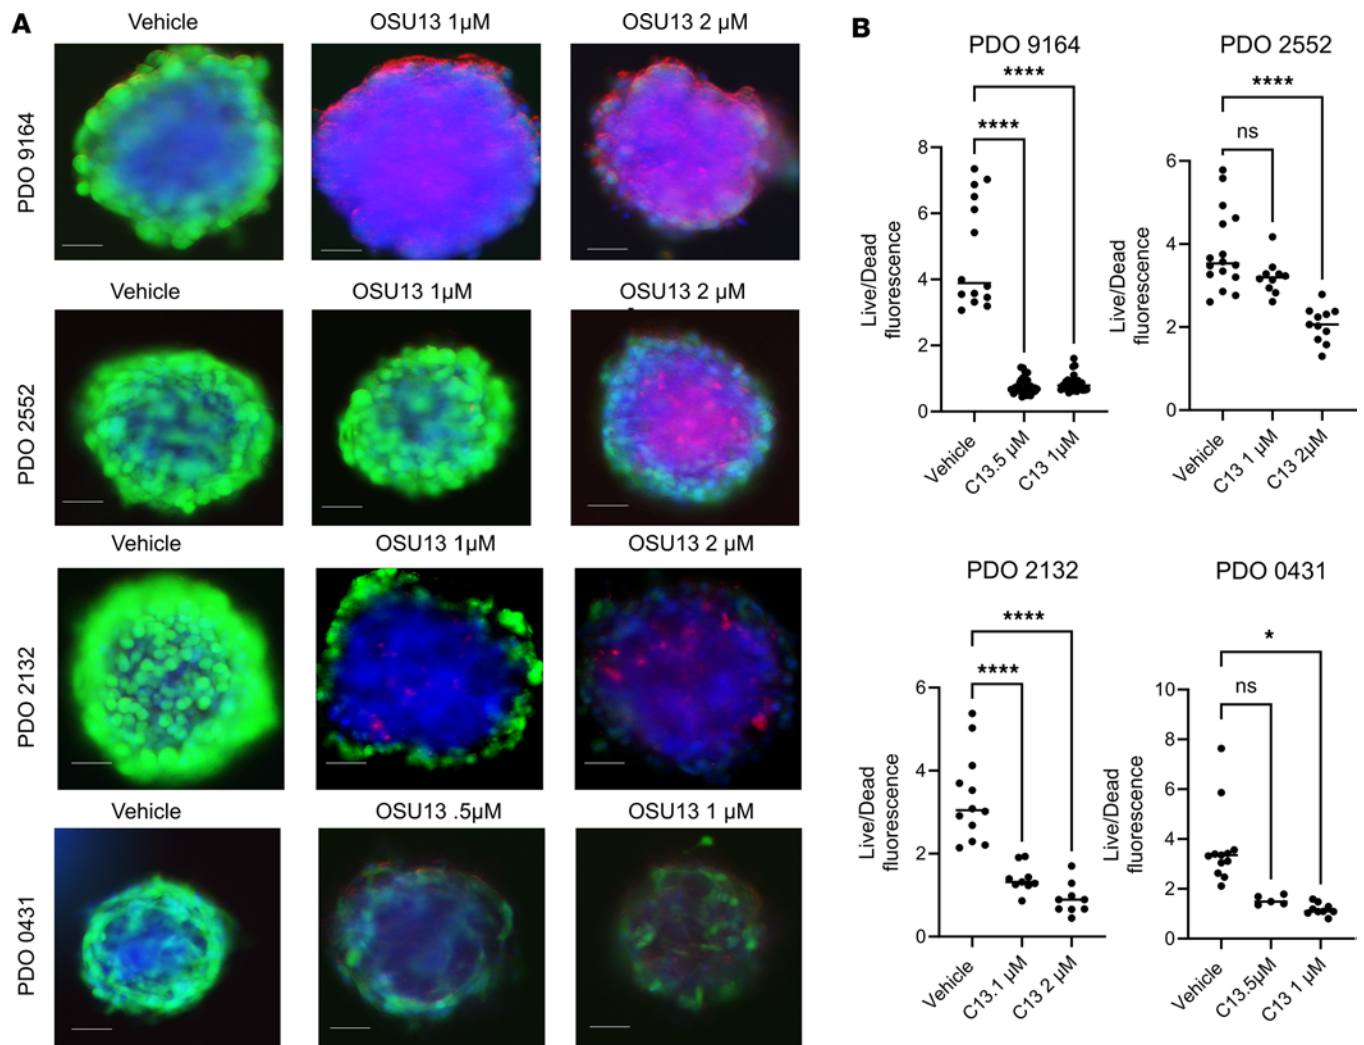 A
Vehicle
OSU13 1µM
OSU13 2 µM
PDO 9164
Vehicle
OSU13 1µM
OSU13 2 µM
PDO 2552
Vehicle
OSU13 1µM
OSU13 2 µM
PDO 2132
Vehicle
OSU13 .5µM
OSU13 1 µM
PDO 0431
B
PDO 9164
****
****
8
6
4
2
0
Live/Dead
fluorescence
Vehicle
C13.5 µM
C13 1µM
PDO 2552
****
ns
6
4
2
0
Live/Dead
fluorescence
Vehicle
C13 1 µM
C13 2µM
PDO 2132
****
****
6
4
2
0
Live/Dead
fluorescence
Vehicle
C13.1 µM
C13 2 µM
PDO 0431
*
ns
10
8
6
4
2
0
Live/Dead
fluorescence
Vehicle
C13.5µM
C13 1 µM